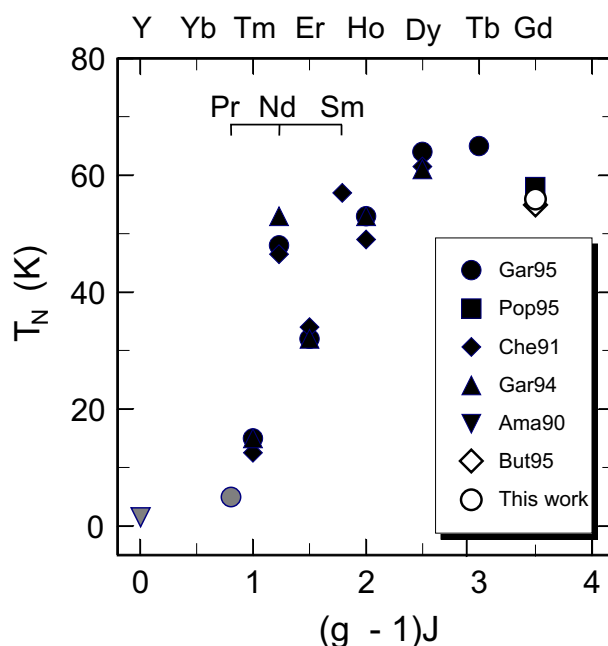 Y Yb Tm Er Ho Dy Tb Gd
80
Pr Nd Sm
60
40
20
0
T_N (K)
Gar95
Pop95
Che91
Gar94
Ama90
But95
This work
0 1 2 3 4
(g - 1)J